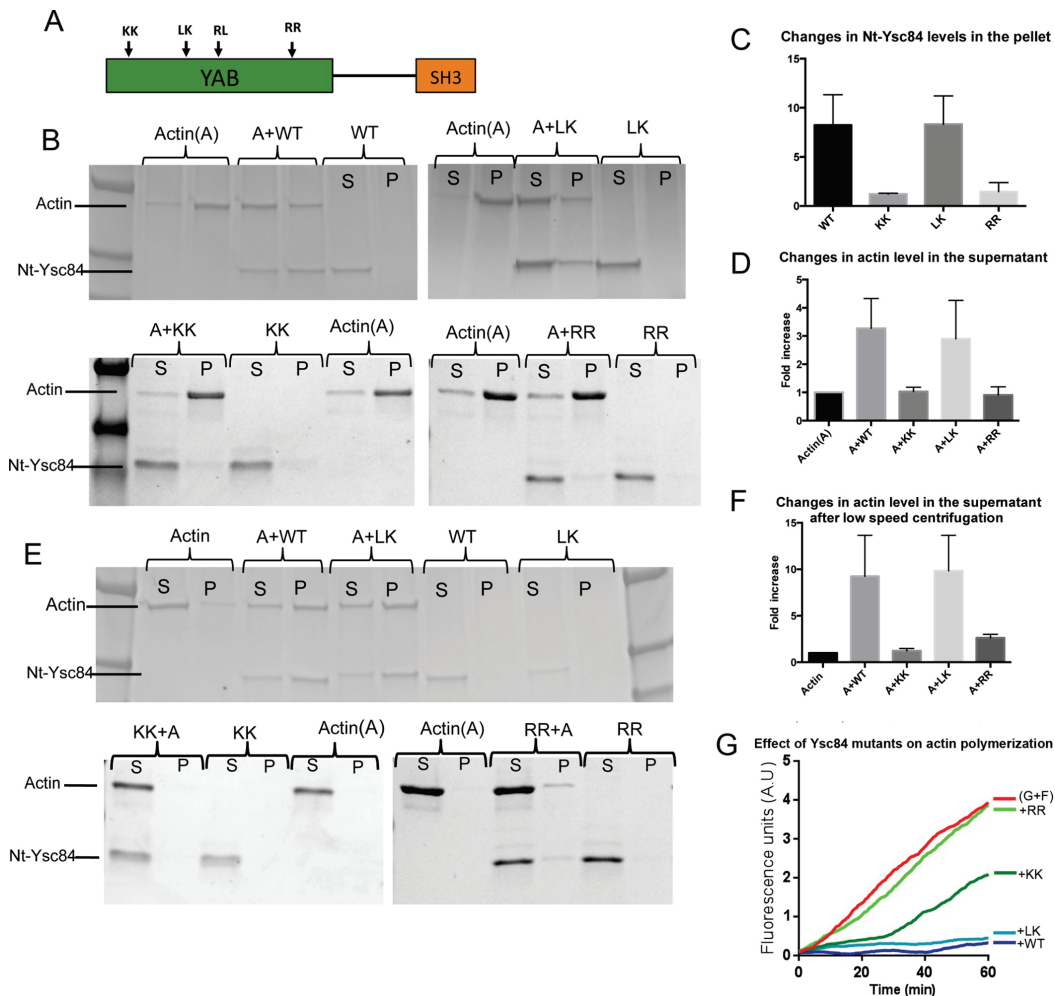 A
KK LK RL RR
YAB
SH3
B
Actin(A) A+WT WT
S P
Actin
Nt-Ysc84
Actin(A) A+LK LK
S P S P S P
A+KK KK Actin(A)
S P S P S P
Actin
Nt-Ysc84
Actin(A) A+RR RR
S P S P S P
C
Changes in Nt-Ysc84 levels in the pellet
15
10
5
0
WT KK LK RR
D
Changes in actin level in the supernatant
Fold increase
5
4
3
2
1
0
Actin(A) A+WT A+KK A+LK A+RR
E
Actin A+WT A+LK WT LK
S P S P S P S P S P
Actin
Nt-Ysc84
KK+A KK Actin(A)
S P S P S P
Actin
Nt-Ysc84
Actin(A) RR+A RR
S P S P S P
F
Changes in actin level in the supernatant
after low speed centrifugation
Fold increase
15
10
5
0
Actin A+WT A+KK A+LK A+RR
G
Effect of Ysc84 mutants on actin polymerization
Fluorescence units (A.U)
5
4
3
2
1
0
0 20 40 60
Time (min)
(G+F)
+RR
+KK
+LK
+WT